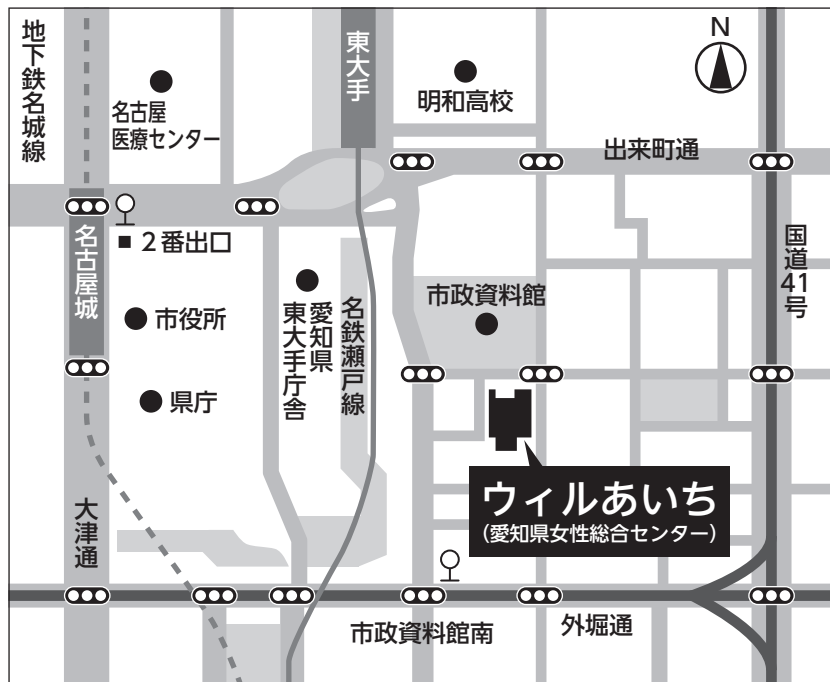 地下鉄名城線
名古屋
医療センター
東大手
明和高校
N
出来町通
名古屋城
2番出口
市役所
県庁
愛知県
東大手庁舎
名鉄瀬戸線
市政資料館
国道41号
ウィルあいち
(愛知県女性総合センター)
大津通
市政資料館南
外堀通